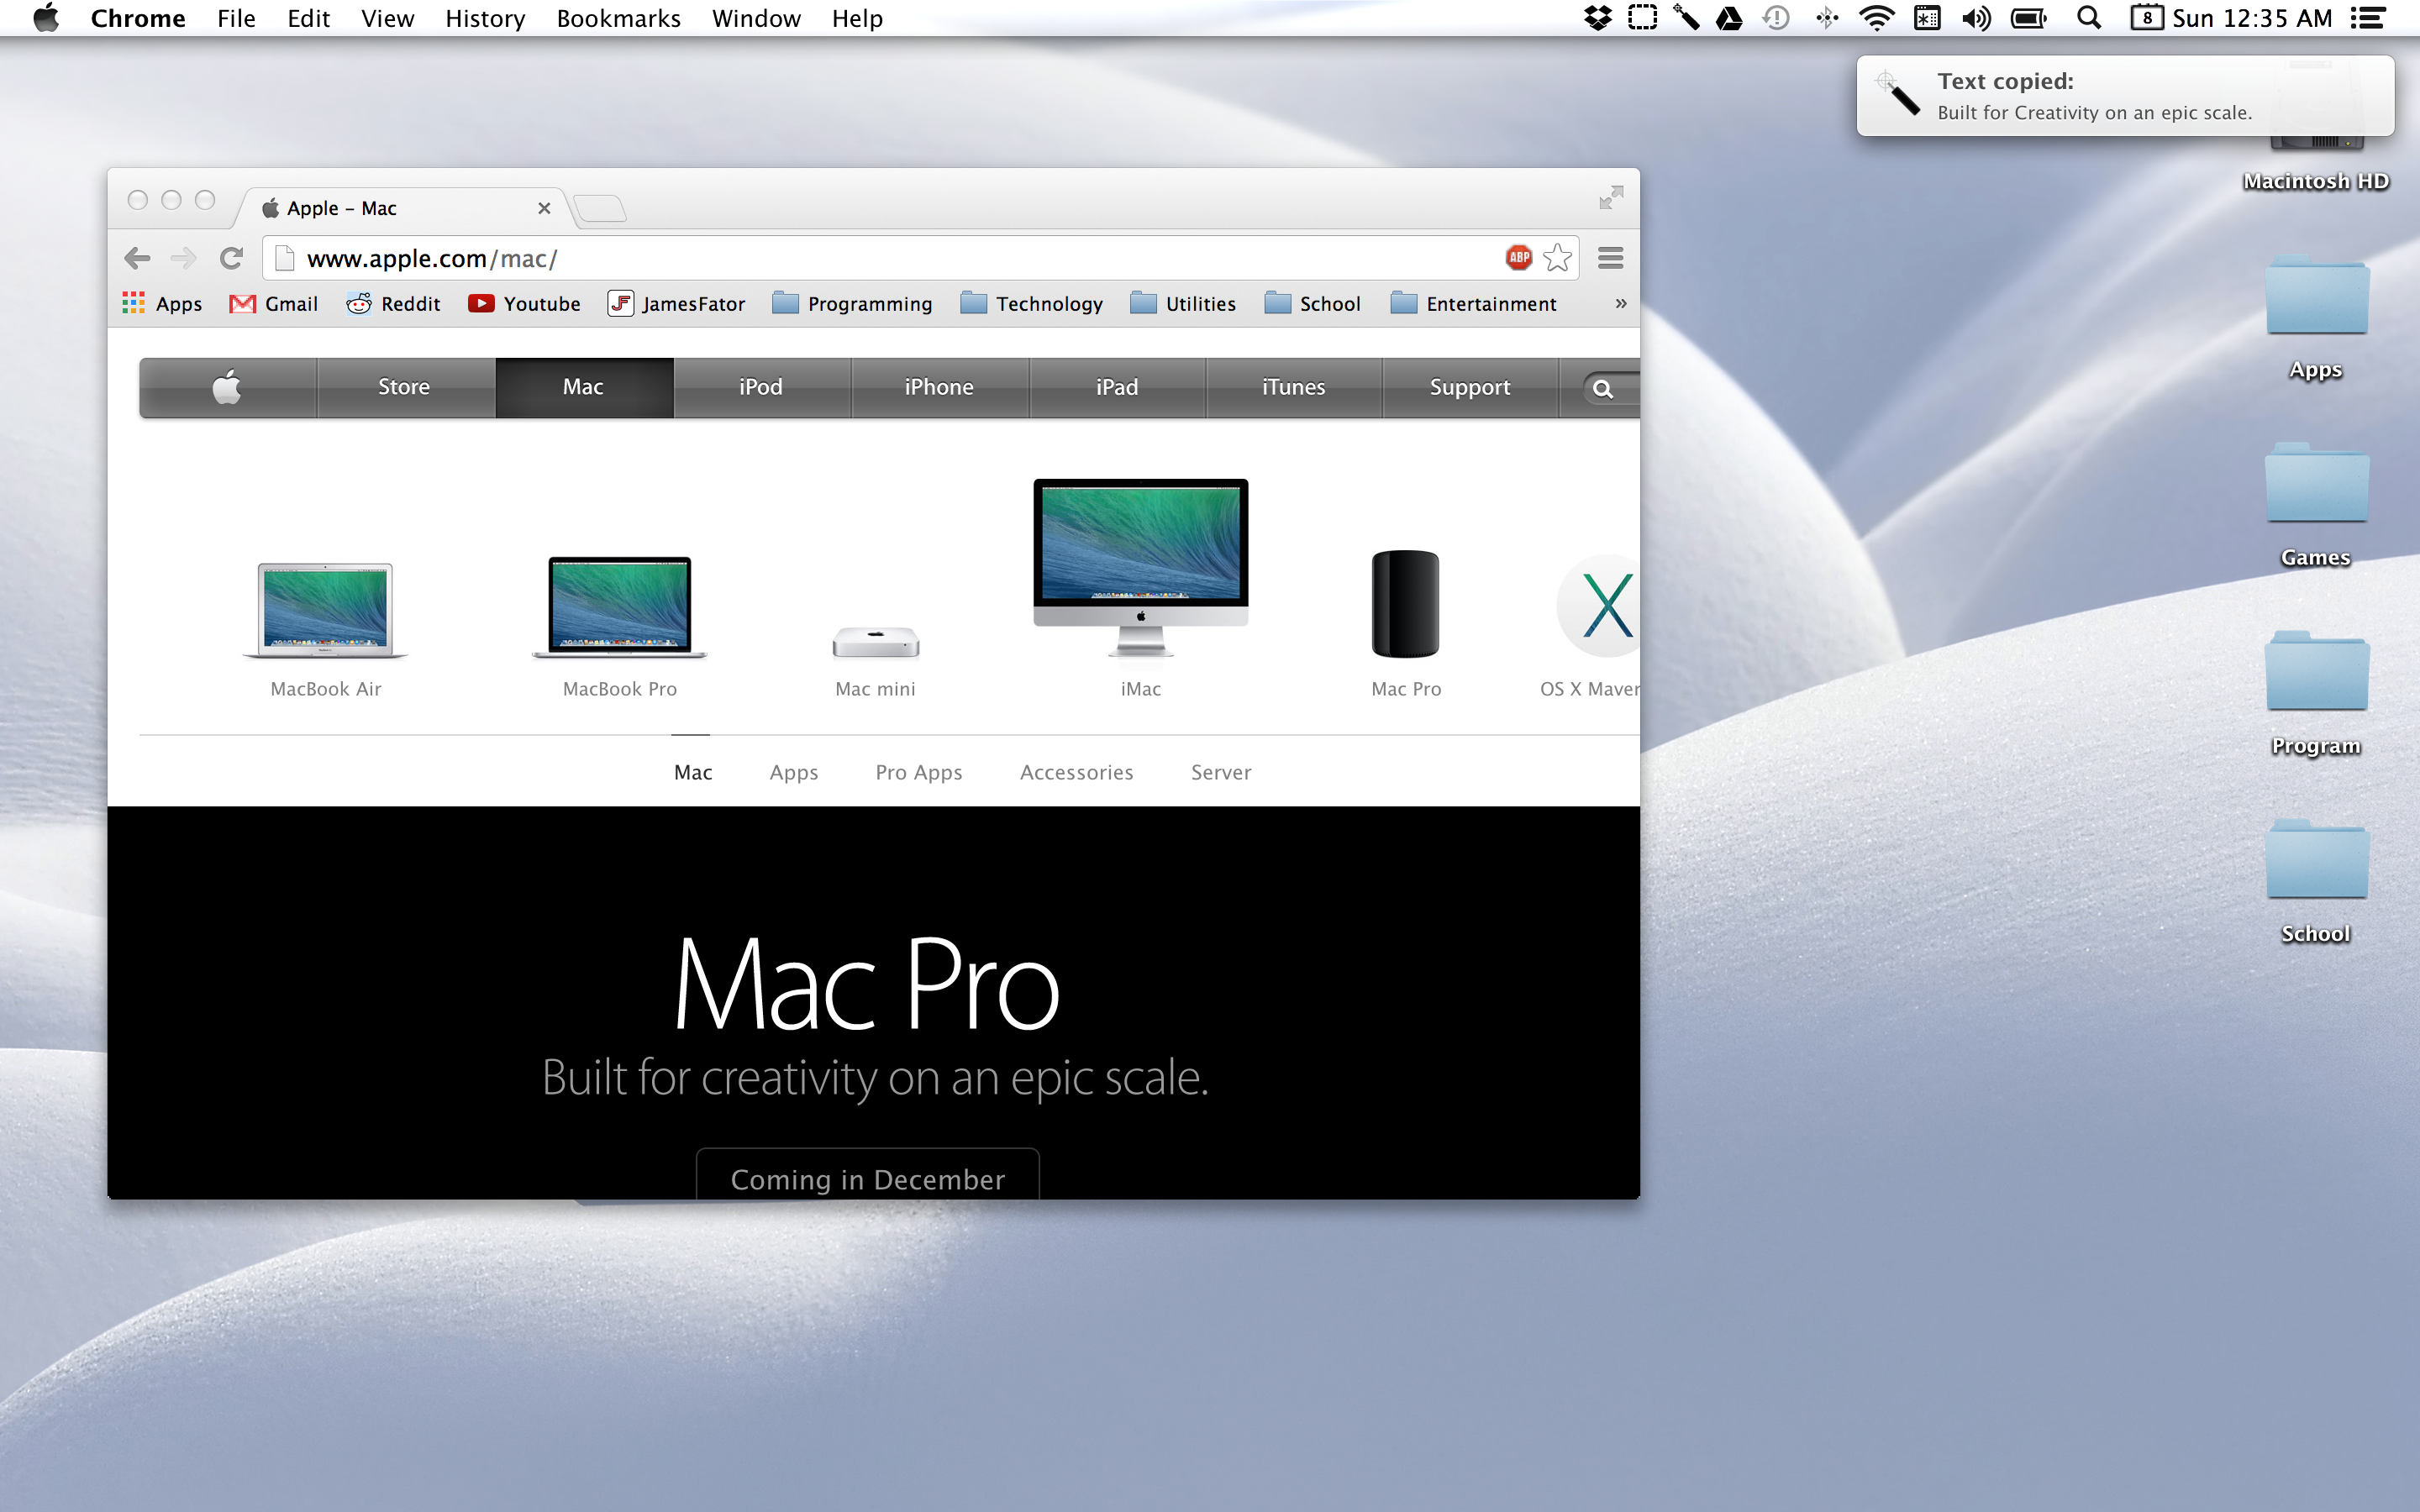 Chrome File Edit View History Bookmarks Window Help
8 Sun 12:35 AM
Text copied:
Built for Creativity on an epic scale.
Macintosh HD
Apps
Games
Program
School
Apple – Mac
www.apple.com/mac/
ABP
Apps Gmail Reddit Youtube JF JamesFator Programming Technology Utilities School Entertainment »
Store Mac iPod iPhone iPad iTunes Support
MacBook Air MacBook Pro Mac mini iMac Mac Pro OS X Maver
Mac Apps Pro Apps Accessories Server
Mac Pro
Built for creativity on an epic scale.
Coming in December